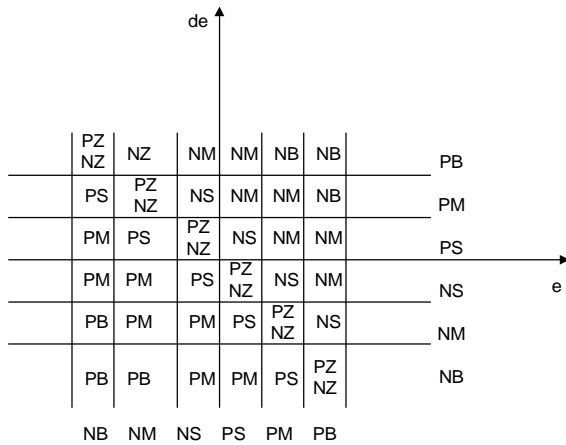 de
PZ
NZ NZ NM NM NB NB PB
PS PZ
NZ NS NM NM NB PM
PM PS PZ
NZ NS NM NM PS
PM PM PS PZ
NZ NS NM NS
e
PB PM PM PS PZ
NZ NS NM
PB PB PM PM PS PZ
NZ NB
NB NM NS PS PM PB